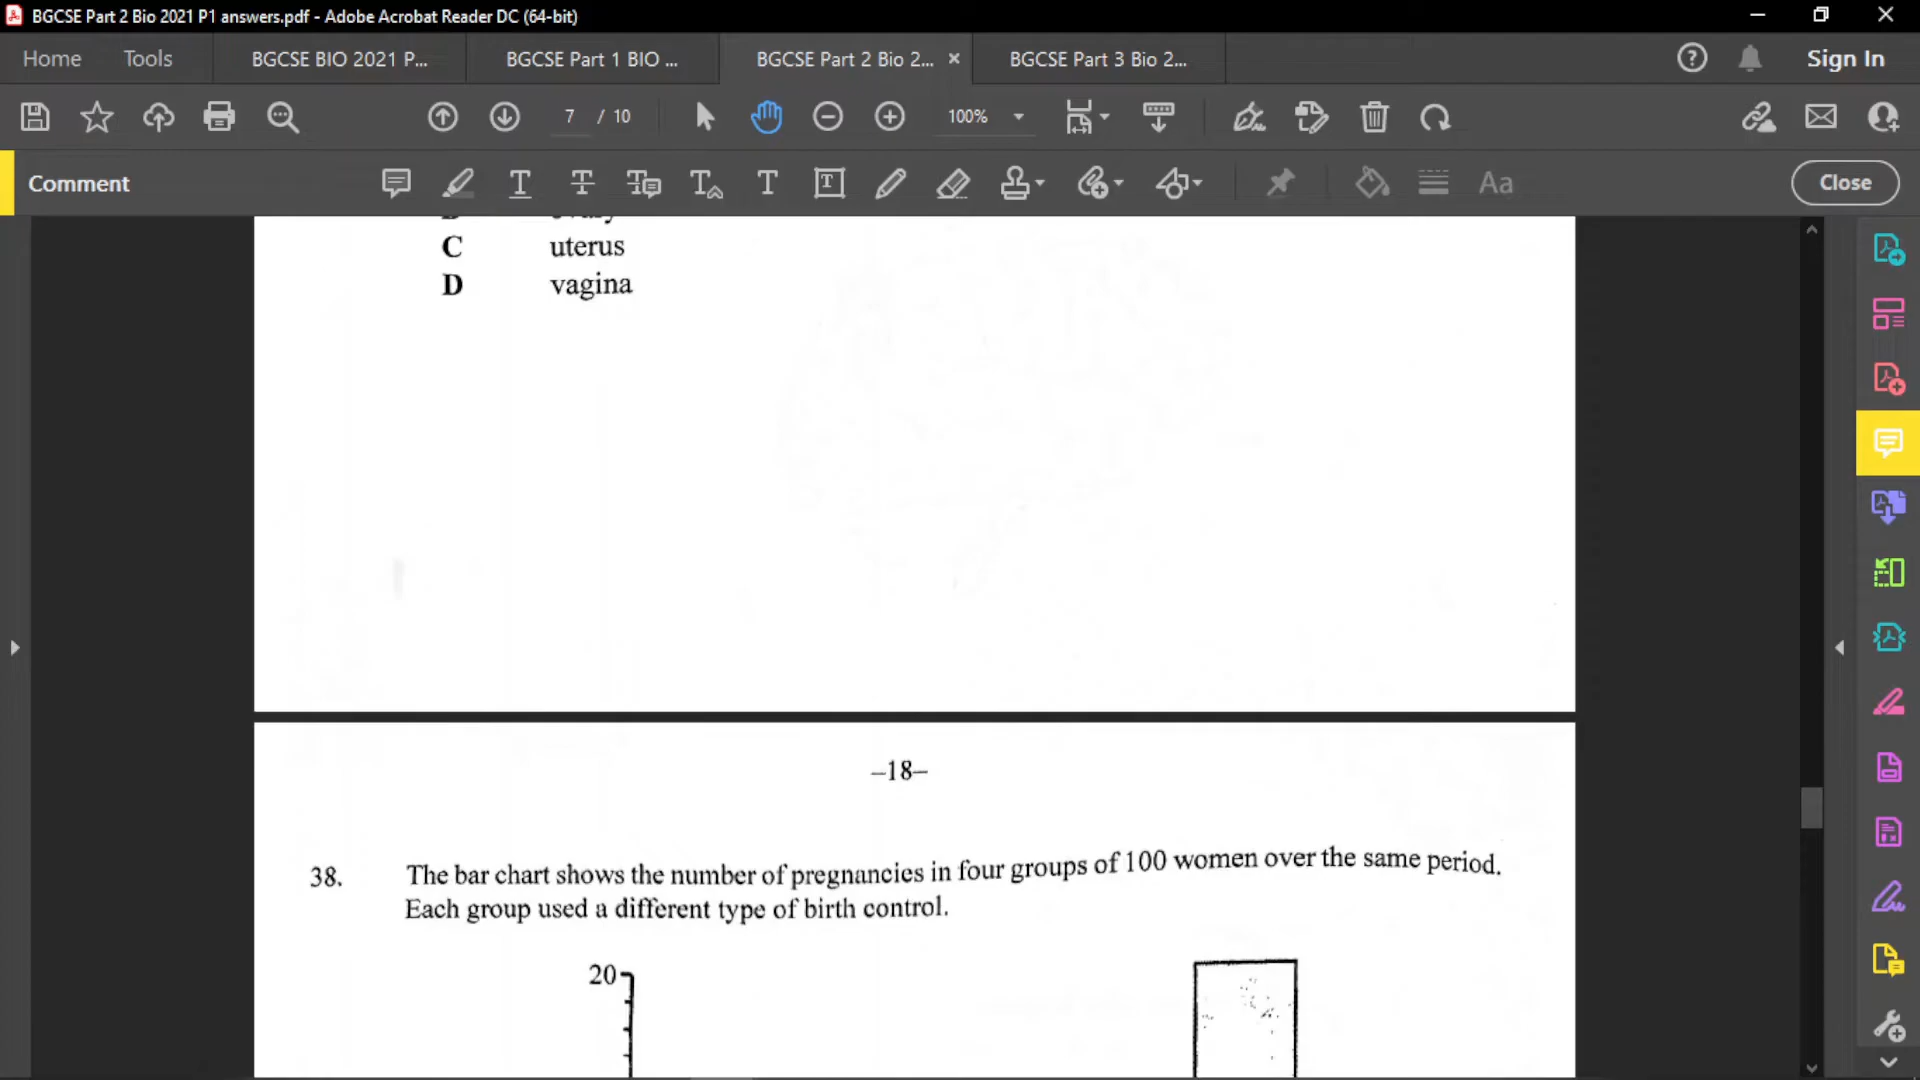 BGCSE Part 2 Bio 2021 P1 answers.pdf - Adobe Acrobat Reader DC (64-bit)
Home
Tools
BGCSE BIO 2021 P...
BGCSE Part 1 BIO ...
BGCSE Part 2 Bio 2...
BGCSE Part 3 Bio 2...
Sign In
7 / 10
100%
Comment
Aa
Close
C uterus
D vagina
–18–
38. The bar chart shows the number of pregnancies in four groups of 100 women over the same period.
Each group used a different type of birth control.
20